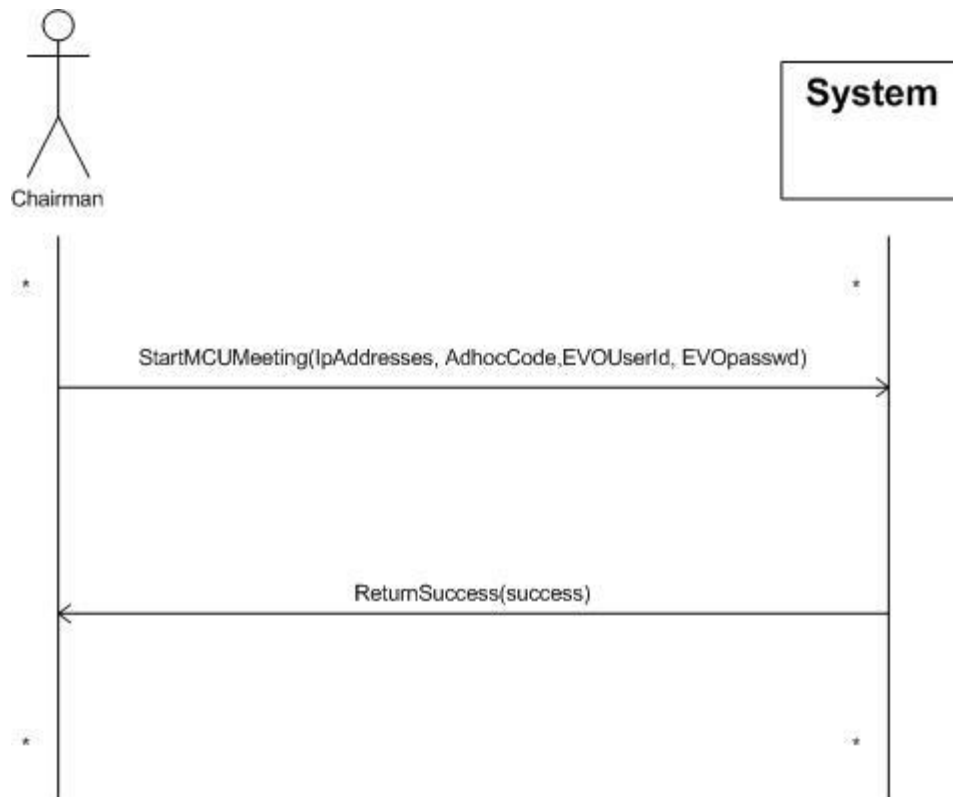 System
Chairman
*
*
StartMCUMeeting(IpAddresses, AdhocCode,EVOUserId, EVOpasswd)
ReturnSuccess(success)
*
*